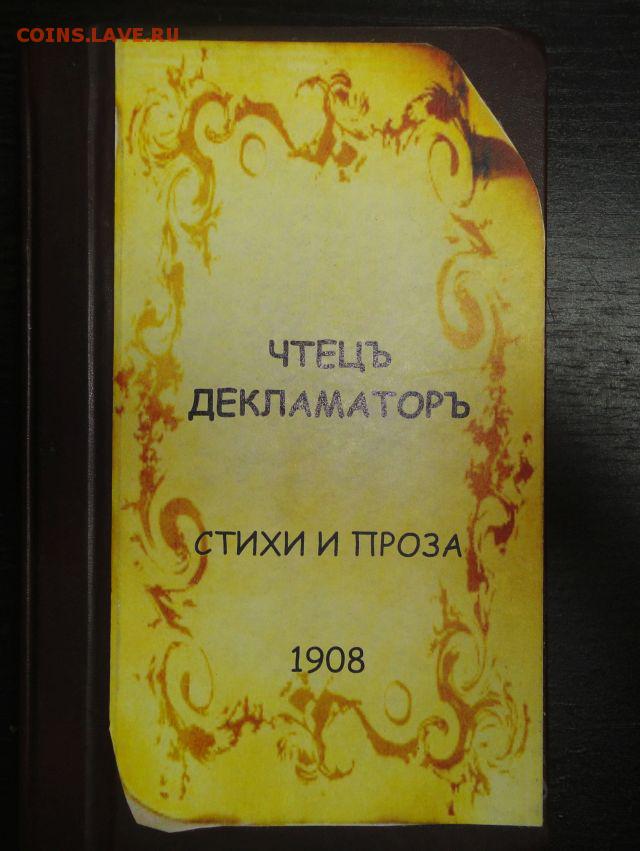 COINS.LAVE.RU
ЧТЕЦЪ
ДЕКЛАМАТОРЪ
СТИХИ И ПРОЗА
1908